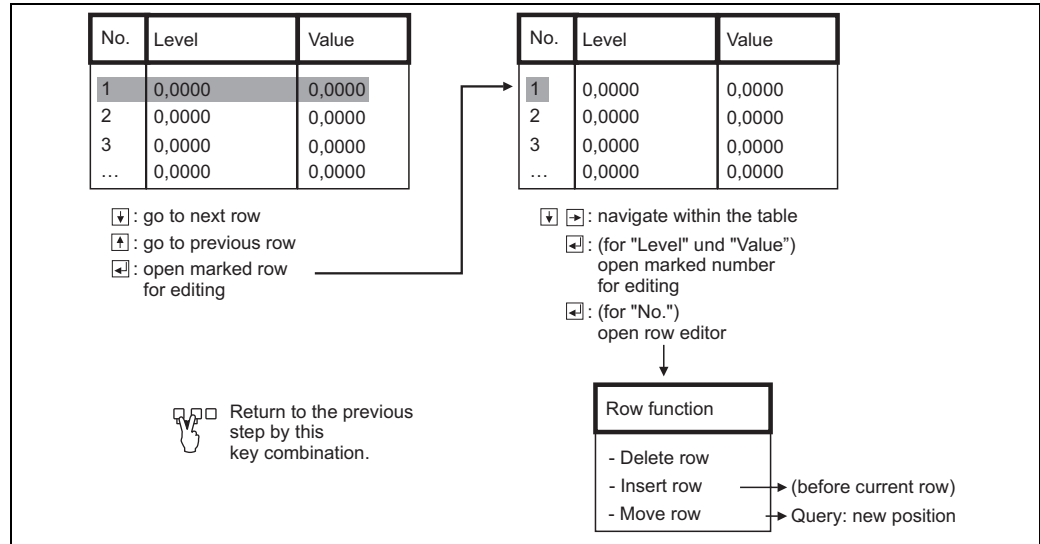 No. Level Value
1 0,0000 0,0000
2 0,0000 0,0000
3 0,0000 0,0000
... 0,0000 0,0000
: go to next row
: go to previous row
: open marked row
for editing
No. Level Value
1 0,0000 0,0000
2 0,0000 0,0000
3 0,0000 0,0000
... 0,0000 0,0000
: navigate within the table
: (for "Level" und "Value”)
open marked number
for editing
: (for "No.")
open row editor
Return to the previous
step by this
key combination.
Row function
- Delete row
- Insert row (before current row)
- Move row Query: new position